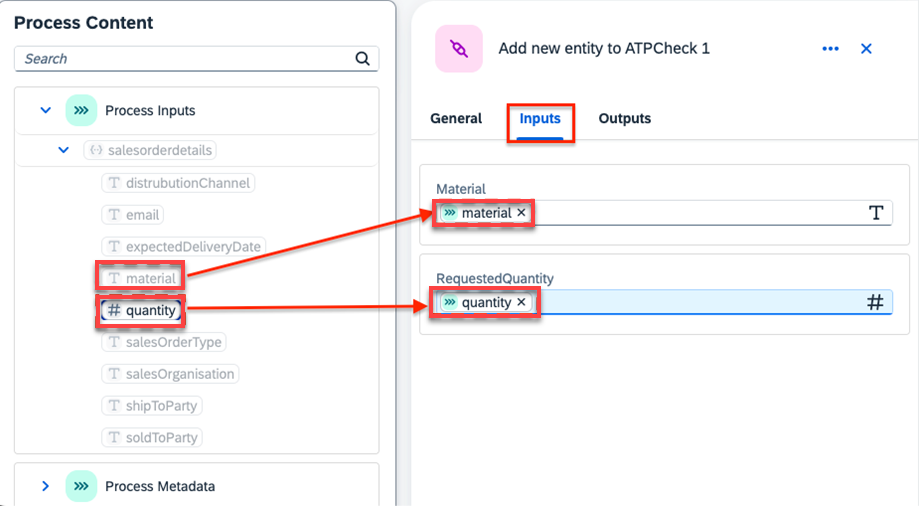 Process Content
Search
Process Inputs
salesorderdetails
T distrubutionChannel
T email
T expectedDeliveryDate
T material
# quantity
T salesOrderType
T salesOrganisation
T shipToParty
T soldToParty
Process Metadata
Add new entity to ATPCheck 1
General Inputs Outputs
Material
material × T
RequestedQuantity
quantity × #